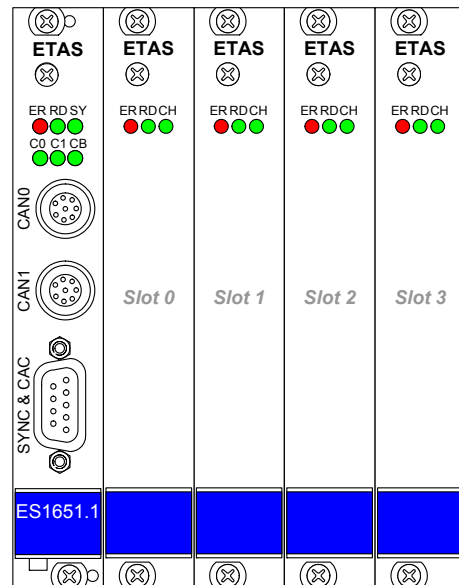 ETAS ETAS ETAS ETAS ETAS
ER RD SY ER RD CH ER RD CH ER RD CH ER RD CH
C0 C1 CB
CAN0
CAN1
Slot 0 Slot 1 Slot 2 Slot 3
SYNC & CAC
ES1651.1